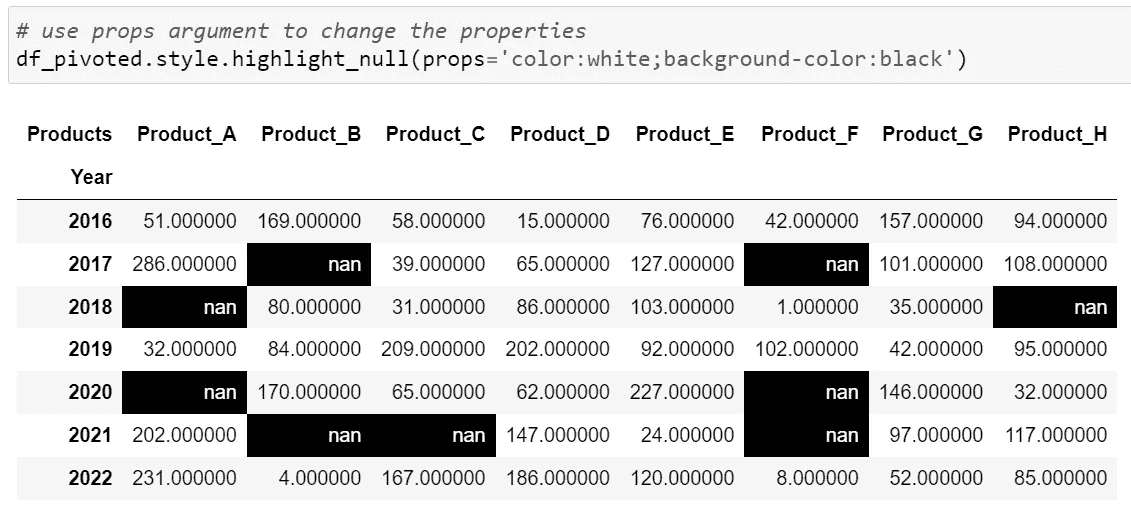 # use props argument to change the properties
df_pivoted.style.highlight_null(props='color:white;background-color:black')
Products Product_A Product_B Product_C Product_D Product_E Product_F Product_G Product_H
Year
2016 51.000000 169.000000 58.000000 15.000000 76.000000 42.000000 157.000000 94.000000
2017 286.000000 nan 39.000000 65.000000 127.000000 nan 101.000000 108.000000
2018 nan 80.000000 31.000000 86.000000 103.000000 1.000000 35.000000 nan
2019 32.000000 84.000000 209.000000 202.000000 92.000000 102.000000 42.000000 95.000000
2020 nan 170.000000 65.000000 62.000000 227.000000 nan 146.000000 32.000000
2021 202.000000 nan nan 147.000000 24.000000 nan 97.000000 117.000000
2022 231.000000 4.000000 167.000000 186.000000 120.000000 8.000000 52.000000 85.000000